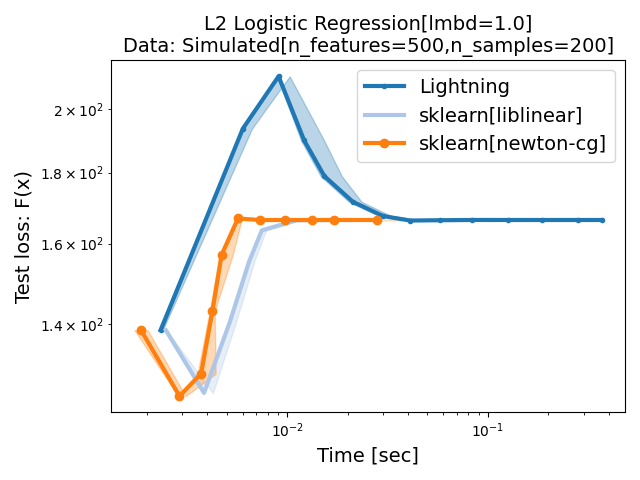 L2 Logistic Regression[lmbd=1.0]
Data: Simulated[n_features=500,n_samples=200]
Lightning
sklearn[liblinear]
sklearn[newton-cg]
Test loss: F(x)
2 × 10²
1.8 × 10²
1.6 × 10²
1.4 × 10²
10⁻²
10⁻¹
Time [sec]